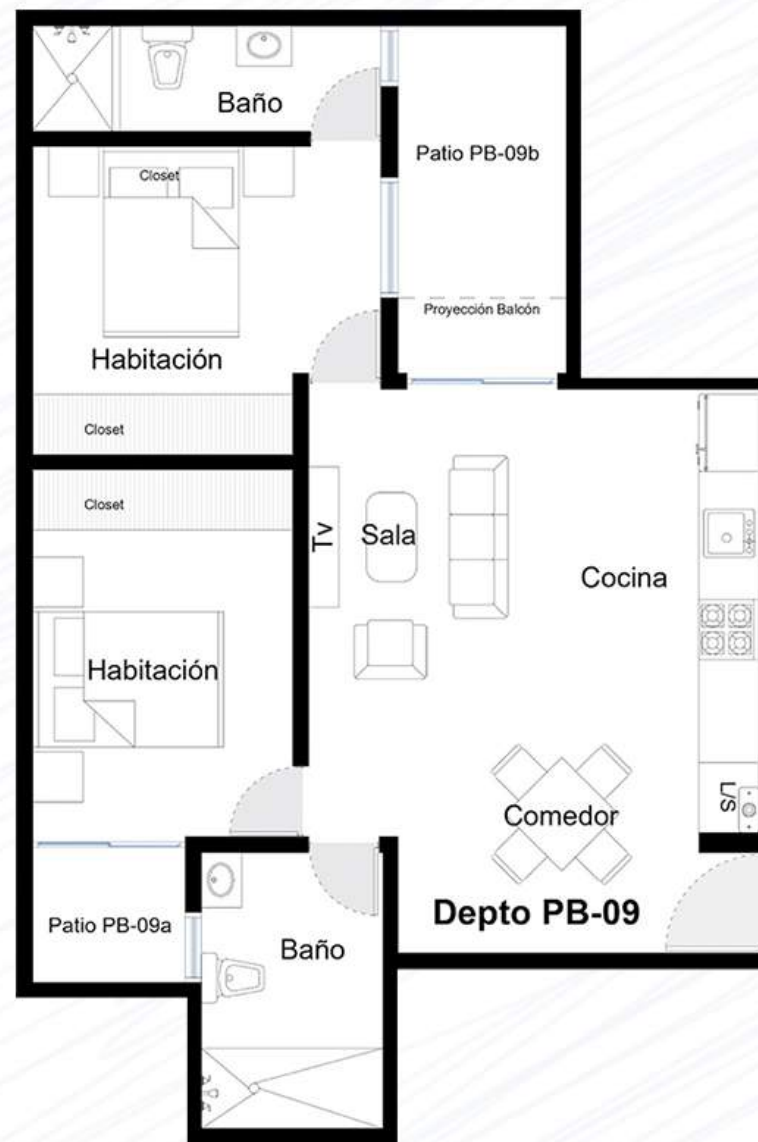 Baño
Patio PB-09b
Closet
Proyección Balcón
Habitación
Closet
Closet
Tv
Sala
Cocina
Habitación
L/S
Comedor
Depto PB-09
Patio PB-09a
Baño